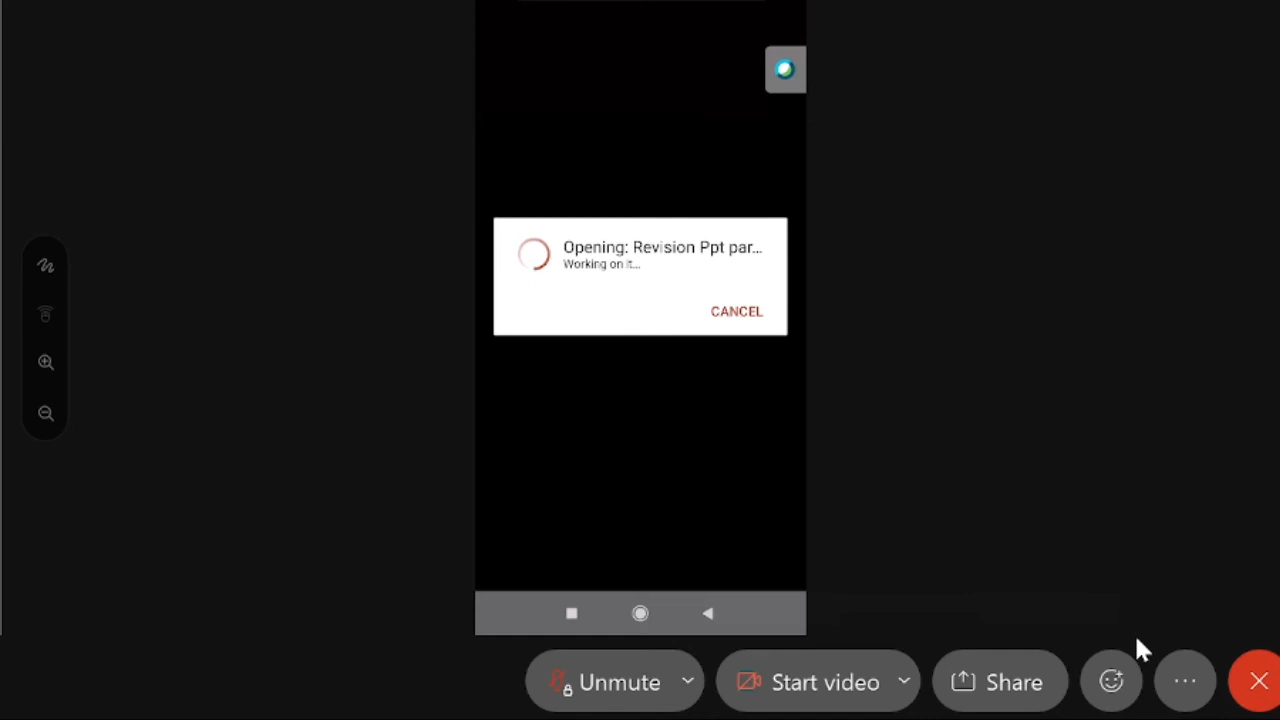 Opening: Revision Ppt par...
Working on it...
CANCEL
Unmute
Start video
Share